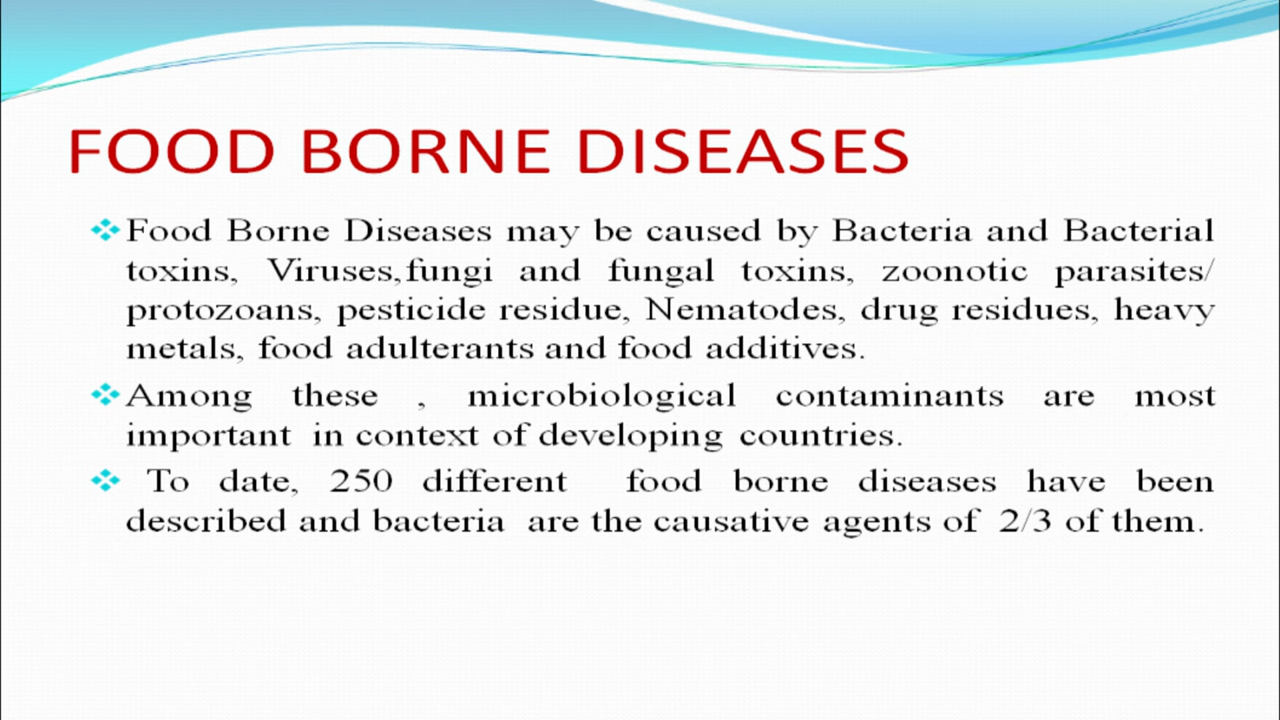 FOOD BORNE DISEASES
Food Borne Diseases may be caused by Bacteria and Bacterial
toxins, Viruses,fungi and fungal toxins, zoonotic parasites/
protozoans, pesticide residue, Nematodes, drug residues, heavy
metals, food adulterants and food additives.
Among these , microbiological contaminants are most
important in context of developing countries.
To date, 250 different food borne diseases have been
described and bacteria are the causative agents of 2/3 of them.